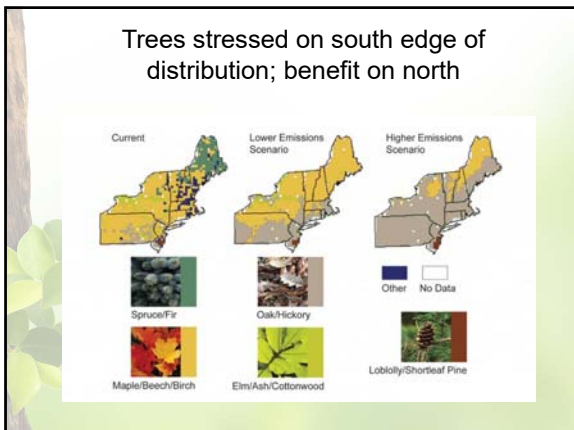 Trees stressed on south edge of
distribution; benefit on north
Current
Lower Emissions
Scenario
Higher Emissions
Scenario
Spruce/Fir
Oak/Hickory
Other
No Data
Maple/Beech/Birch
Elm/Ash/Cottonwood
Loblolly/Shortleaf Pine